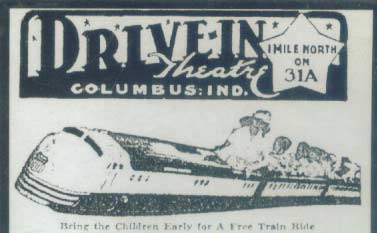 DRIVE-IN
Theatre
COLUMBUS: IND.
1 MILE NORTH
ON
31A
Bring the Children Early for A Free Train Ride